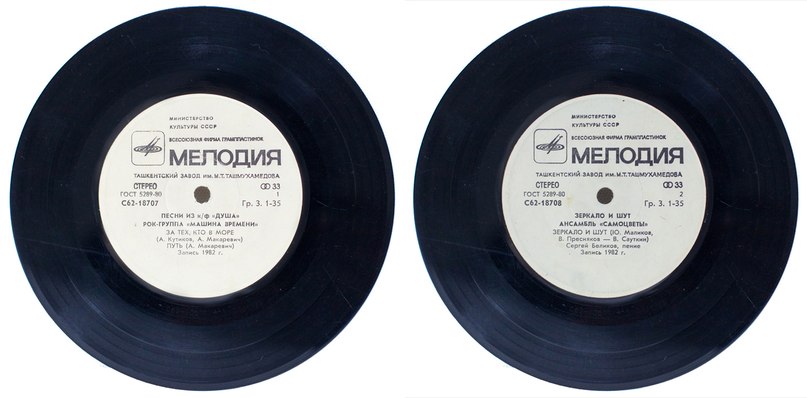 МИНИСТЕРСТВО
КУЛЬТУРЫ СССР
ВСЕСОЮЗНАЯ ФИРМА ГРАМПЛАСТИНОК
МЕЛОДИЯ
ТАШКЕНТСКИЙ ЗАВОД ИМ. М.Т. ТАШМУХАМЕДОВА
СТЕРЕО 33
ГОСТ 5289-80 1
С62-18707 Гр. 3. 1-35
ПЕСНИ ИЗ к/ф «ДУША»
РОК-ГРУППА «МАШИНА ВРЕМЕНИ»
ЗА ТЕХ, КТО В МОРЕ
(А. Кутиков, А. Макаревич)
ПУТЬ (А. Макаревич)
Запись 1982 г.
МИНИСТЕРСТВО
КУЛЬТУРЫ СССР
ВСЕСОЮЗНАЯ ФИРМА ГРАМПЛАСТИНОК
МЕЛОДИЯ
ТАШКЕНТСКИЙ ЗАВОД ИМ. М.Т. ТАШМУХАМЕДОВА
СТЕРЕО 33
ГОСТ 5289-80 2
С62-18708 Гр. 3. 1-35
ЗЕРКАЛО И ШУТ
АНСАМБЛЬ «САМОЦВЕТЫ»
ЗЕРКАЛО И ШУТ (Ю. Маликов,
В. Пресняков — В. Сауткин)
Сергей Беликов, пение
Запись 1982 г.